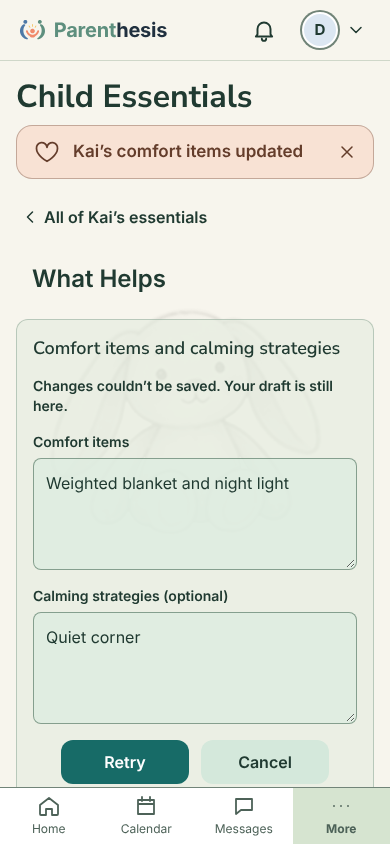 Parenthesis
D
Child Essentials
Kai’s comfort items updated
All of Kai’s essentials
What Helps
Comfort items and calming strategies
Changes couldn’t be saved. Your draft is still
here.
Comfort items
Weighted blanket and night light
Calming strategies (optional)
Quiet corner
Retry Cancel
Home Calendar Messages More